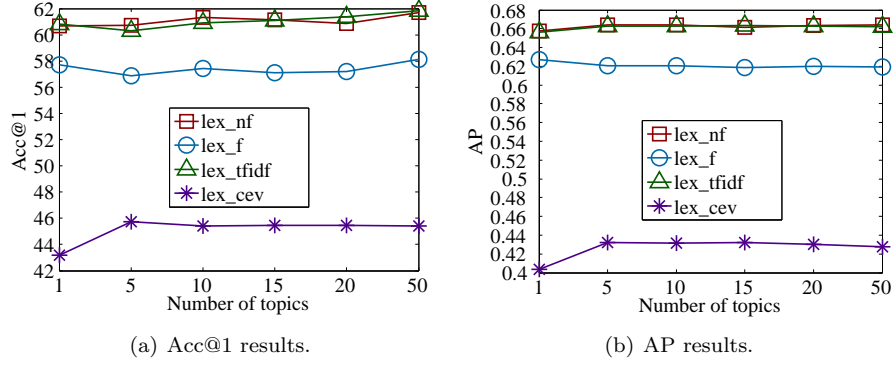 62
60
58
56
54
52
50
48
46
44
42
Acc@1
lex_nf
lex_f
lex_tfidf
lex_cev
1 5 10 15 20 50
Number of topics
(a) Acc@1 results.
0.68
0.66
0.64
0.62
0.6
0.58
0.56
0.54
0.52
0.5
0.48
0.46
0.44
0.42
0.4
AP
lex_nf
lex_f
lex_tfidf
lex_cev
1 5 10 15 20 50
Number of topics
(b) AP results.